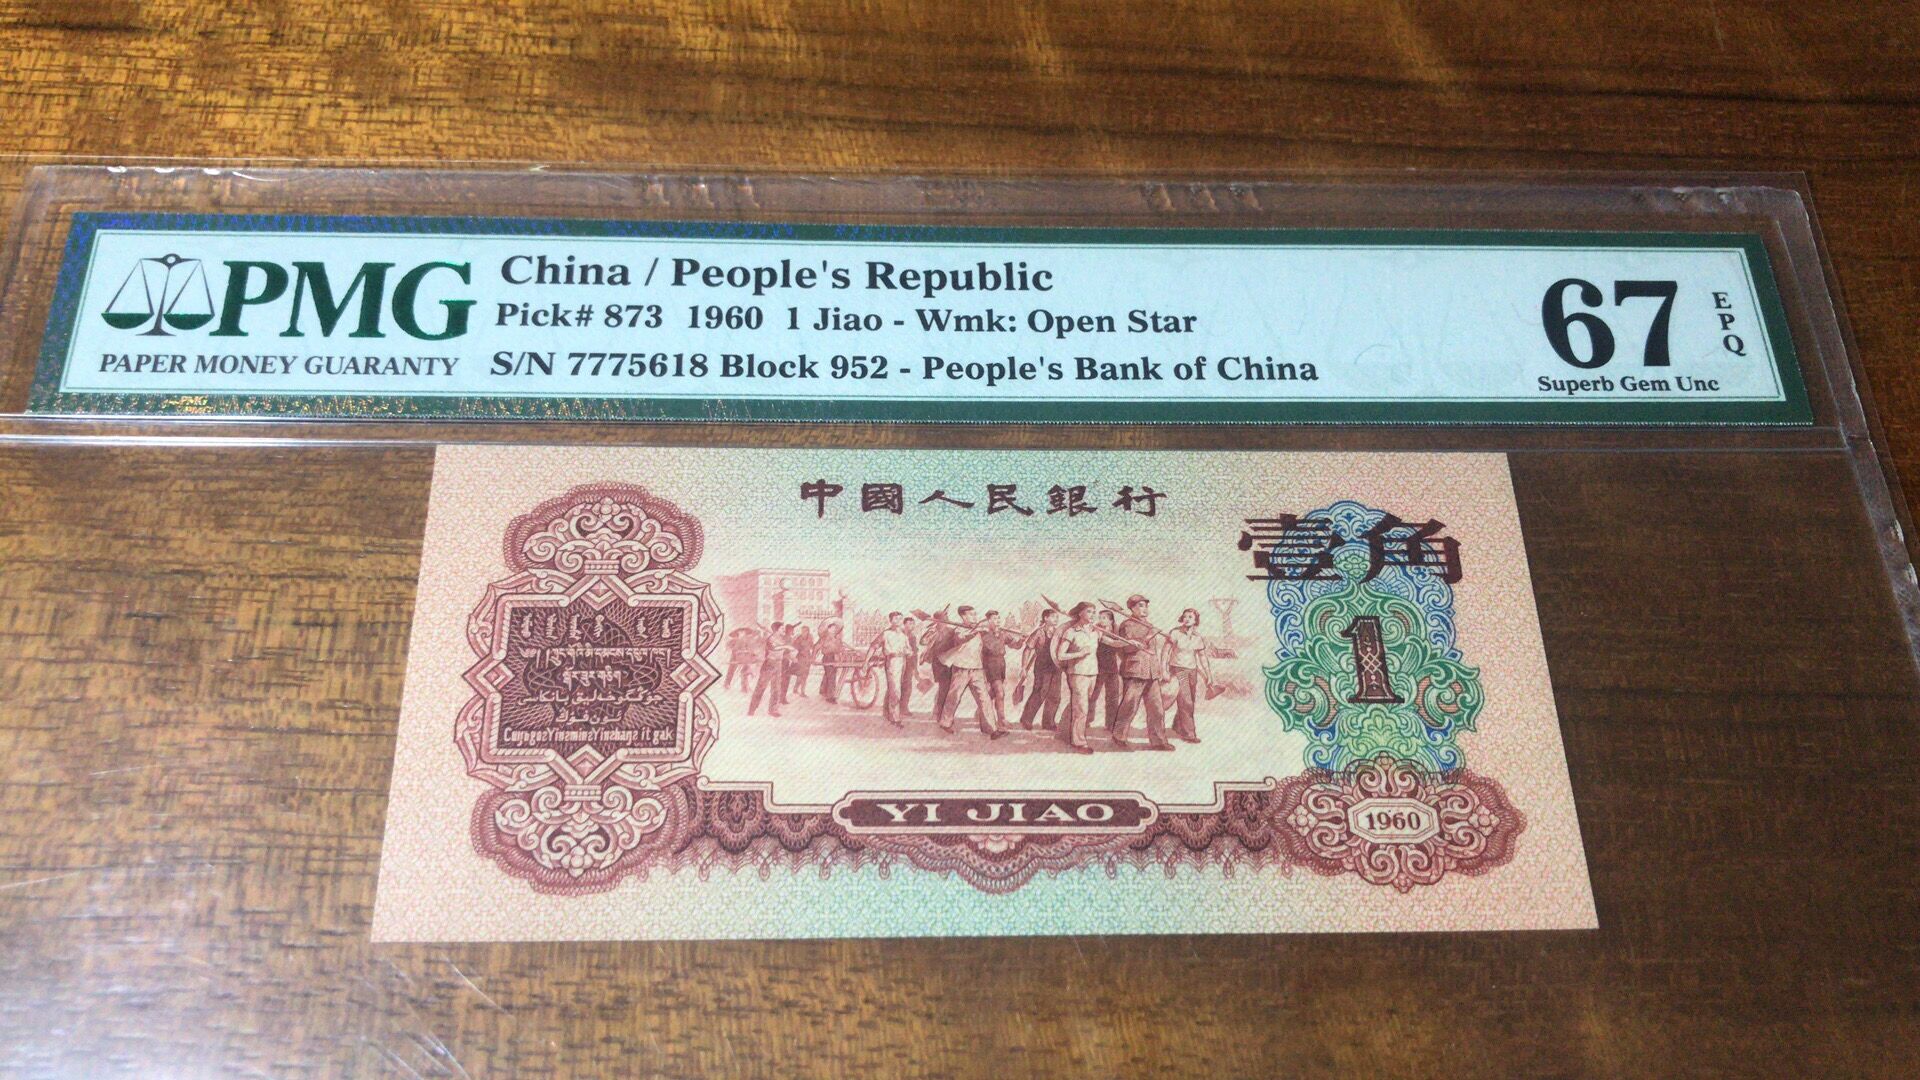 PMG
PAPER MONEY GUARANTY
China / People's Republic
Pick# 873 1960 1 Jiao - Wmk: Open Star
S/N 7775618 Block 952 - People's Bank of China
67
EPQ
Superb Gem Unc
PMG
PMG
中國人民銀行
壹角
1
YI JIAO
1960